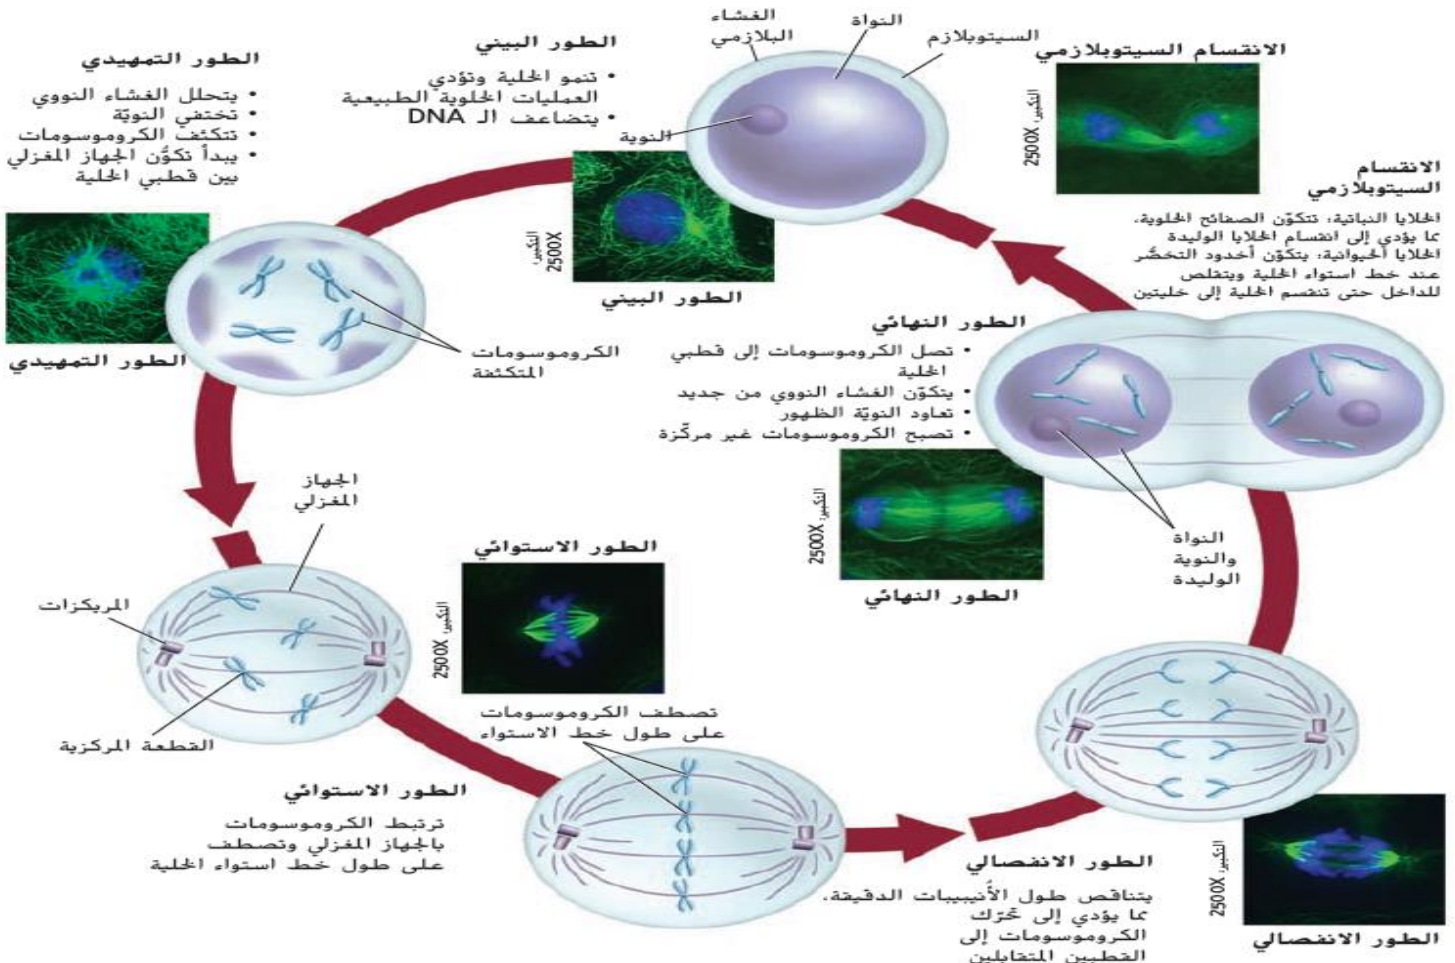 الغشاء
البلازمي
النواة
السيتوبلازم
النوية
الطور البيني
• تنمو الخلية وتؤدي
العمليات الخلوية الطبيعية
• يتضاعف الـ DNA
التكبير، 2500X
الطور البيني
الطور التمهيدي
• يتحلل الغشاء النووي
• تختفي النويّة
• تتكثف الكروموسومات
• يبدأ تكوُّن الجهاز المغزلي
بين قطبي الخلية
الطور التمهيدي
الكروموسومات
المتكثفة
الجهاز
المغزلي
المريكزات
القطعة المركزية
الطور الاستوائي
التكبير، 2500X
تصطف الكروموسومات
على طول خط الاستواء
الطور الاستوائي
ترتبط الكروموسومات
بالجهاز المغزلي وتصطف
على طول خط استواء الخلية
الطور الانفصالي
يتناقص طول الأُنيبيبات الدقيقة،
مما يؤدي إلى تحرّك
الكروموسومات إلى
القطبين المتقابلين
التكبير، 2500X
الطور الانفصالي
الطور النهائي
• تصل الكروموسومات إلى قطبي
الخلية
• يتكوّن الغشاء النووي من جديد
• تعاود النويّة الظهور
• تصبح الكروموسومات غير مركّزة
التكبير، 2500X
الطور النهائي
النواة
والنوية
الوليدة
الانقسام السيتوبلازمي
التكبير، 2500X
الانقسام
السيتوبلازمي
الخلايا النباتية: تتكوّن الصفائح الخلوية،
مما يؤدي إلى انقسام الخلايا الوليدة
الخلايا الحيوانية: يتكوّن أخدود التخصُّر
عند خط استواء الخلية ويتقلص
للداخل حتى تنقسم الخلية إلى خليتين